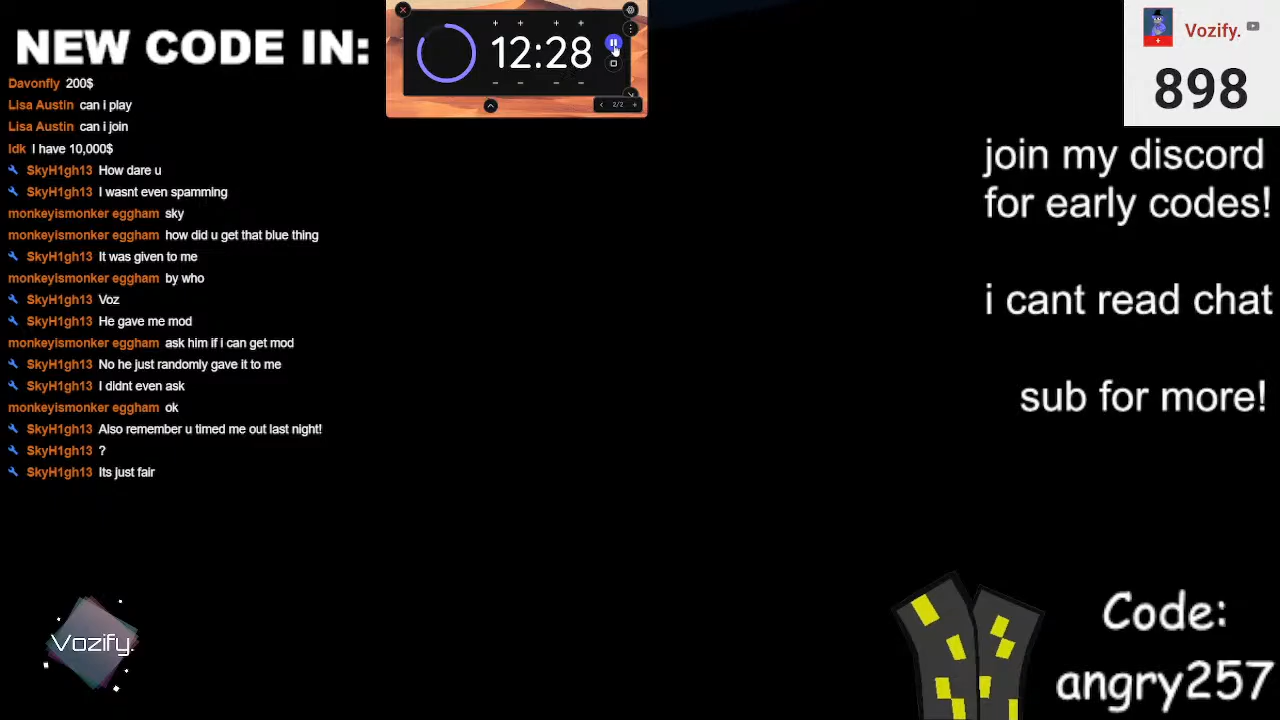 NEW CODE IN:
12:28
2/2
Vozify.
898
Davonfly 200$
Lisa Austin can i play
Lisa Austin can i join
Idk I have 10,000$
SkyH1gh13 How dare u
SkyH1gh13 I wasnt even spamming
monkeyismonker eggham sky
monkeyismonker eggham how did u get that blue thing
SkyH1gh13 It was given to me
monkeyismonker eggham by who
SkyH1gh13 Voz
SkyH1gh13 He gave me mod
monkeyismonker eggham ask him if i can get mod
SkyH1gh13 No he just randomly gave it to me
SkyH1gh13 I didnt even ask
monkeyismonker eggham ok
SkyH1gh13 Also remember u timed me out last night!
SkyH1gh13 ?
SkyH1gh13 Its just fair
join my discord
for early codes!
i cant read chat
sub for more!
Vozify.
Code:
angry257